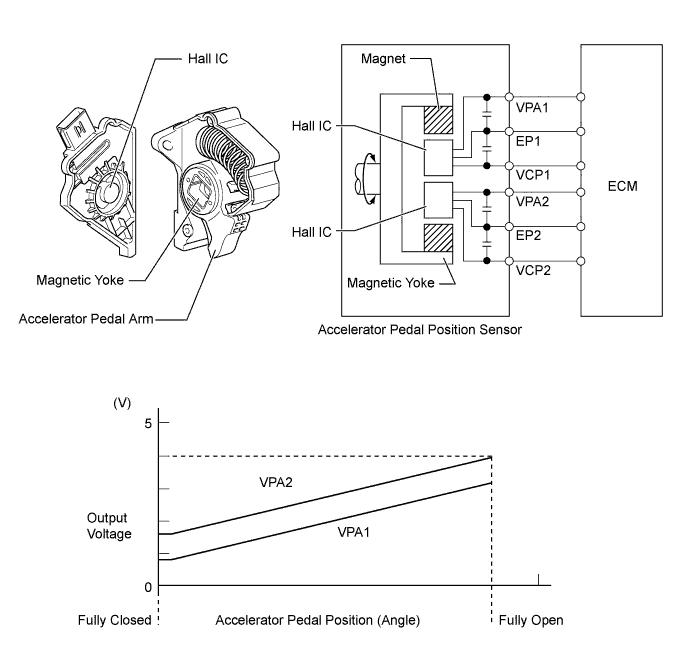 Hall IC
Magnetic Yoke
Accelerator Pedal Arm
Magnet
Hall IC
Hall IC
Magnetic Yoke
VPA1
EP1
VCP1
VPA2
EP2
VCP2
ECM
Accelerator Pedal Position Sensor
(V)
5
VPA2
Output
Voltage
VPA1
0
Fully Closed
Accelerator Pedal Position (Angle)
Fully Open